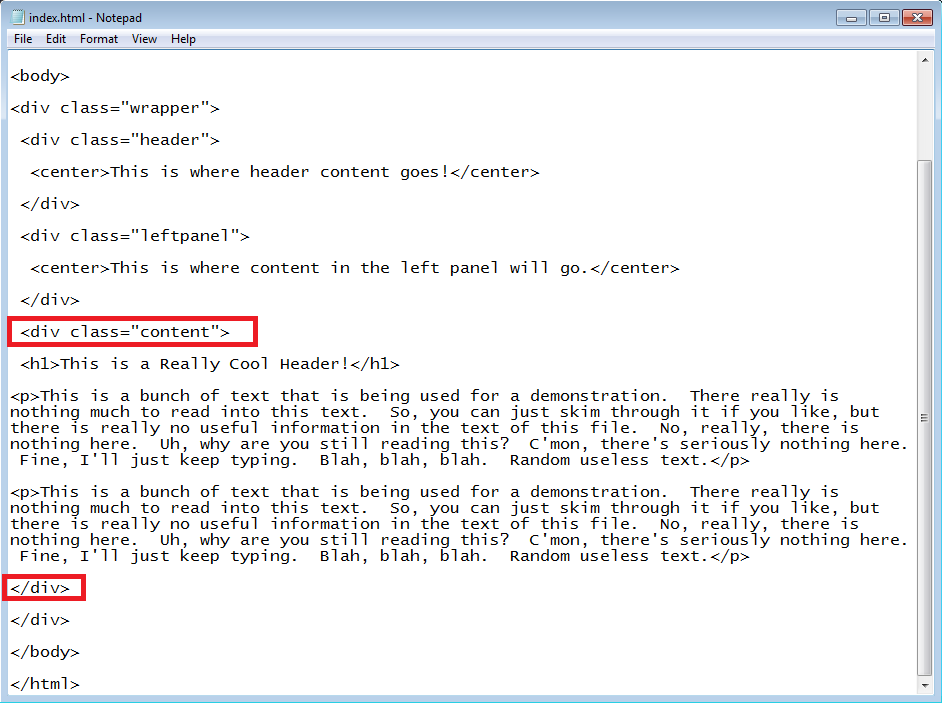 index.html - Notepad
File Edit Format View Help
<body>
<div class="wrapper">
<div class="header">
<center>This is where header content goes!</center>
</div>
<div class="leftpanel">
<center>This is where content in the left panel will go.</center>
</div>
<div class="content">
<h1>This is a Really Cool Header!</h1>
<p>This is a bunch of text that is being used for a demonstration.  There really is
nothing much to read into this text.  So, you can just skim through it if you like, but
there is really no useful information in the text of this file.  No, really, there is
nothing here.  Uh, why are you still reading this?  C'mon, there's seriously nothing here.
Fine, I'll just keep typing.  Blah, blah, blah.  Random useless text.</p>
<p>This is a bunch of text that is being used for a demonstration.  There really is
nothing much to read into this text.  So, you can just skim through it if you like, but
there is really no useful information in the text of this file.  No, really, there is
nothing here.  Uh, why are you still reading this?  C'mon, there's seriously nothing here.
Fine, I'll just keep typing.  Blah, blah, blah.  Random useless text.</p>
</div>
</div>
</body>
</html>